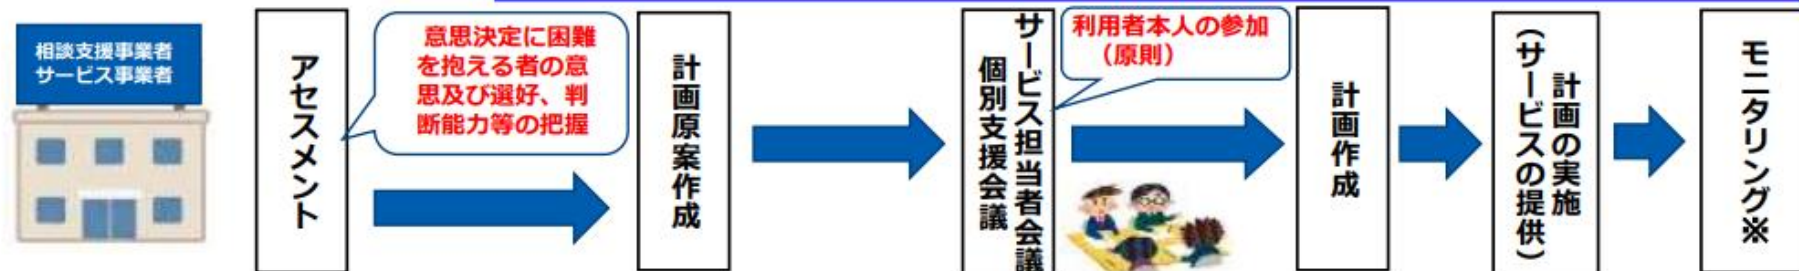 相談支援事業者
サービス事業者
アセスメント
意思決定に困難
を抱える者の意
思及び選好、判
断能力等の把握
計画原案作成
サービス担当者会議
個別支援会議
利用者本人の参加
（原則）
計画作成
計画の実施
（サービスの提供）
モニタリング※